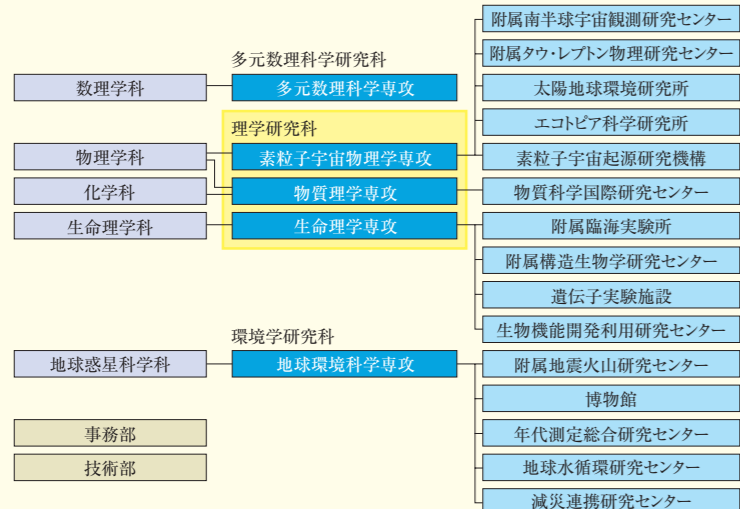 附属南半球宇宙観測研究センター
多元数理科学研究科
附属タウ・レプトン物理研究センター
数理学科
多元数理科学専攻
太陽地球環境研究所
理学研究科
エコトピア科学研究所
物理学科
素粒子宇宙物理学専攻
素粒子宇宙起源研究機構
化学科
物質理学専攻
物質科学国際研究センター
生命理学科
生命理学専攻
附属臨海実験所
附属構造生物学研究センター
遺伝子実験施設
環境学研究科
生物機能開発利用研究センター
地球惑星科学科
地球環境科学専攻
附属地震火山研究センター
博物館
事務部
年代測定総合研究センター
技術部
地球水循環研究センター
減災連携研究センター